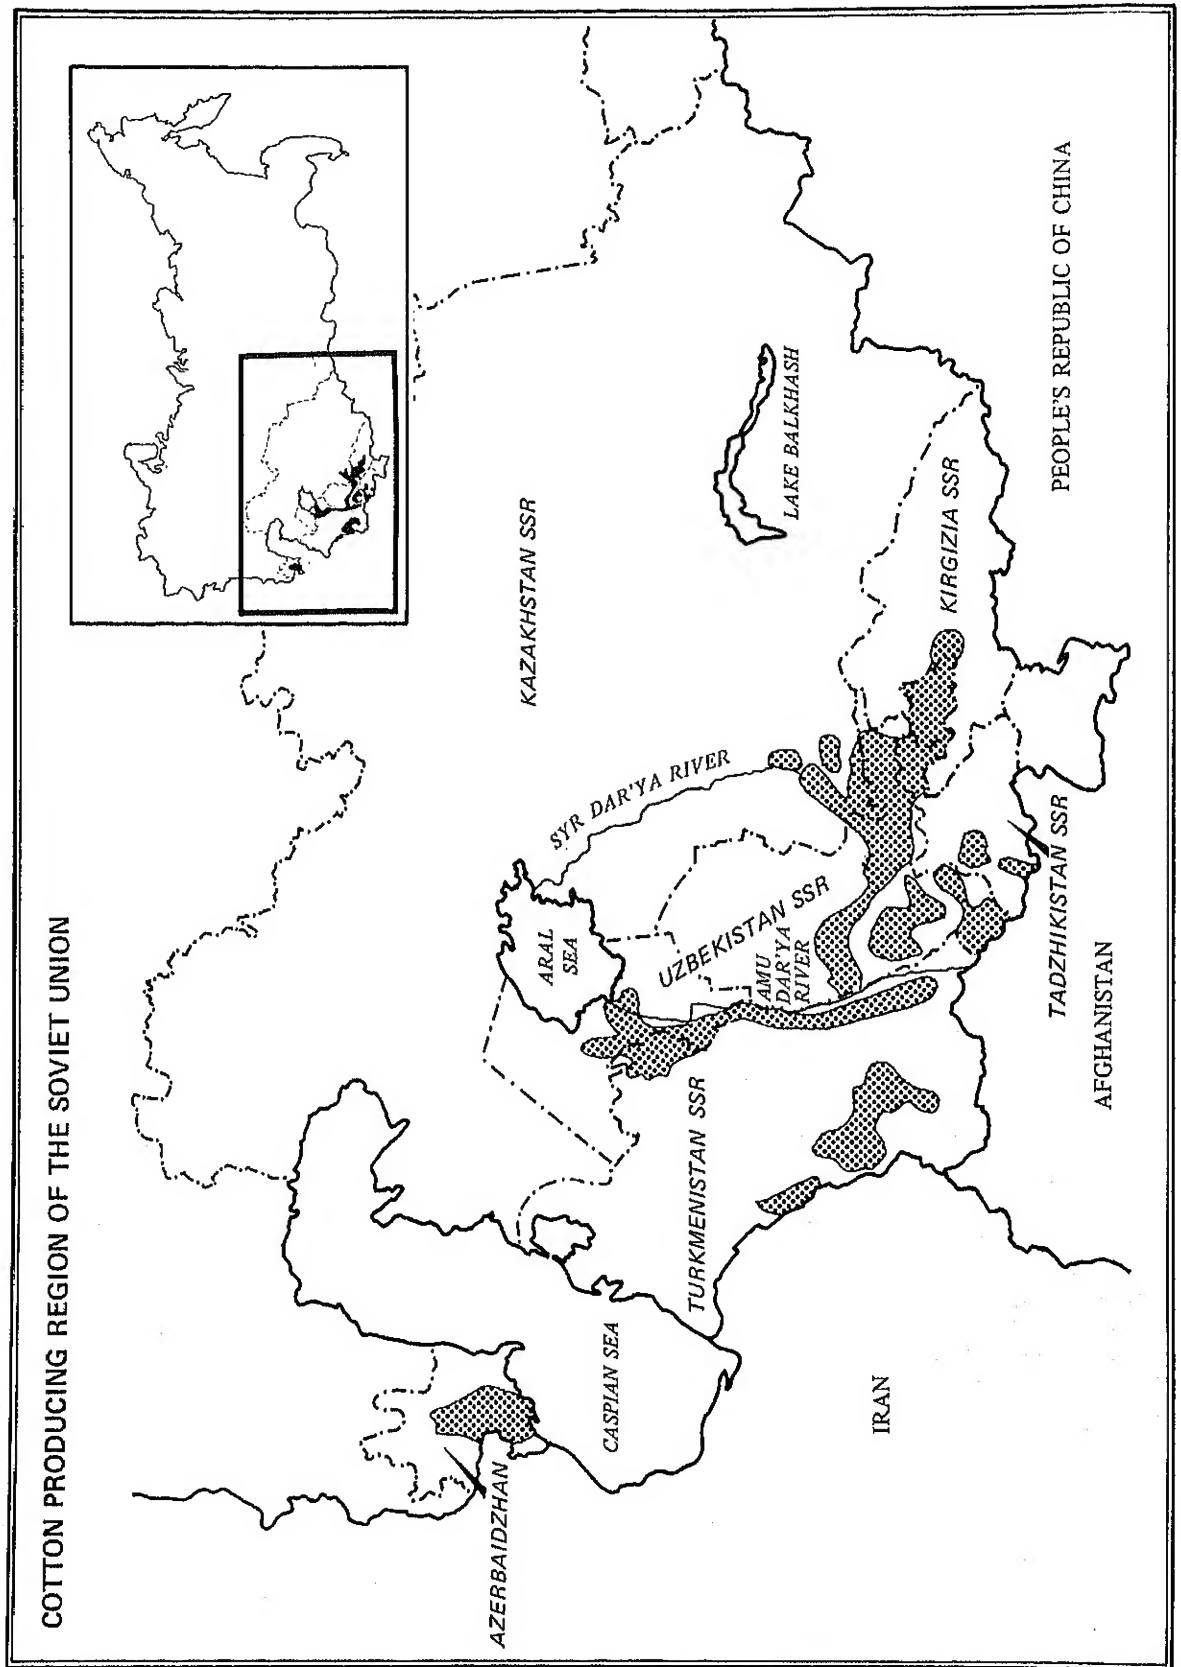 COTTON PRODUCING REGION OF THE SOVIET UNION
KAZAKHSTAN SSR
SYR DAR'YA RIVER
ARAL
SEA
LAKE BALKHASH
UZBEKISTAN SSR
AMU
DAR'YA
RIVER
KIRGIZIA SSR
AZERBAIDZHAN
CASPIAN SEA
TURKMENISTAN SSR
TADZHIKISTAN SSR
PEOPLE'S REPUBLIC OF CHINA
IRAN
AFGHANISTAN